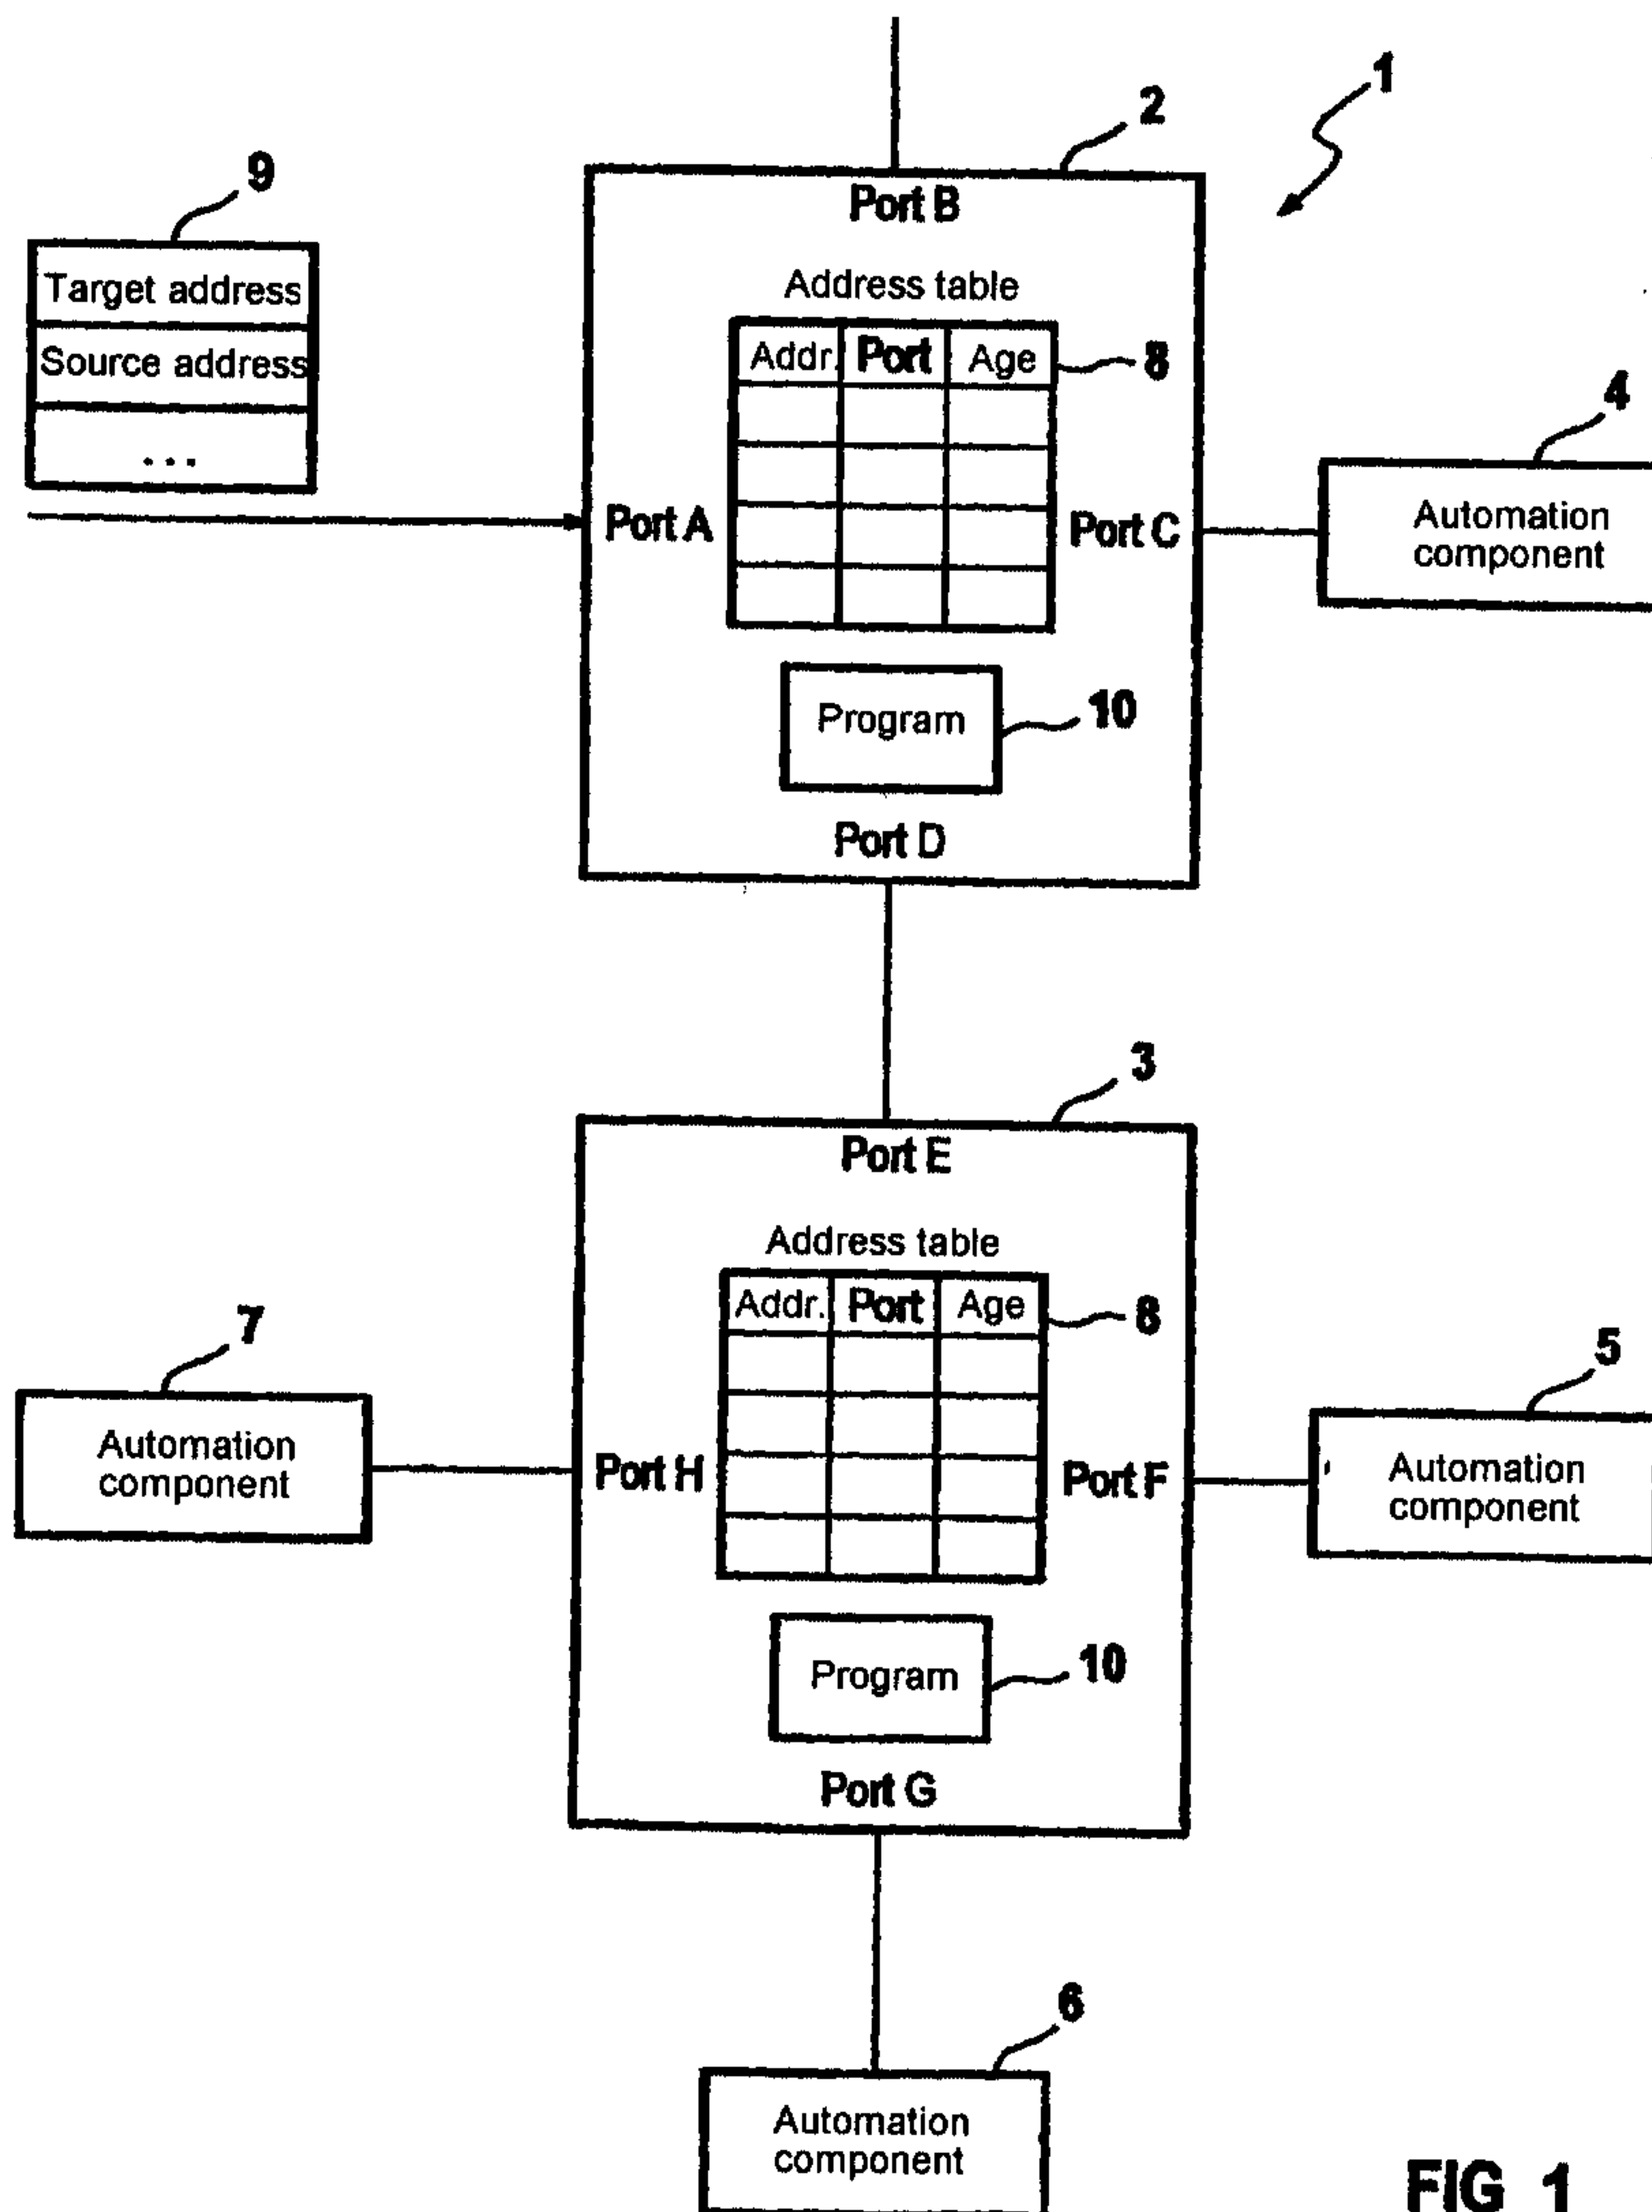 1
2
9
Port B
Target address
Source address
...
Address table
Addr. Port Age
8
4
Port A
Port C
Automation
component
Program
10
Port D
3
Port E
Address table
Addr. Port Age
8
7
5
Automation
component
Port H
Port F
Automation
component
Program
10
Port G
6
Automation
component
FIG 1